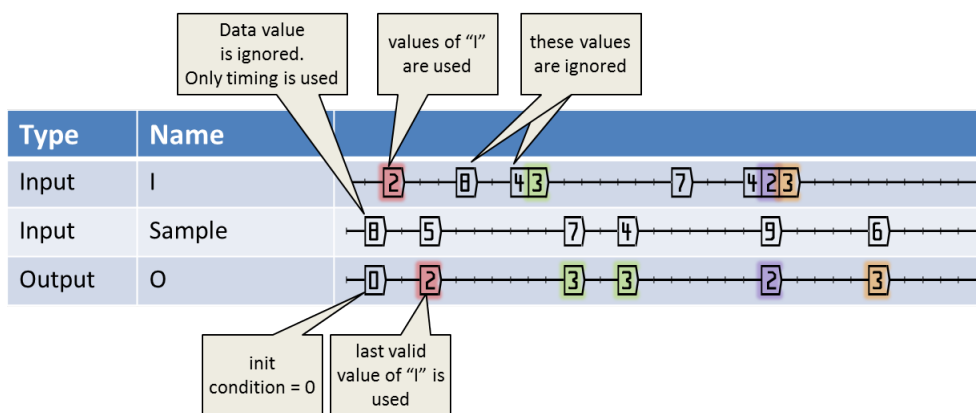 Data value
is ignored.
Only timing is used
values of “I”
are used
these values
are ignored
Type Name
Input I 2 8 4 3 7 4 2 3
Input Sample 8 5 7 4 9 6
Output O 0 2 3 3 2 3
init
condition = 0
last valid
value of “I” is
used